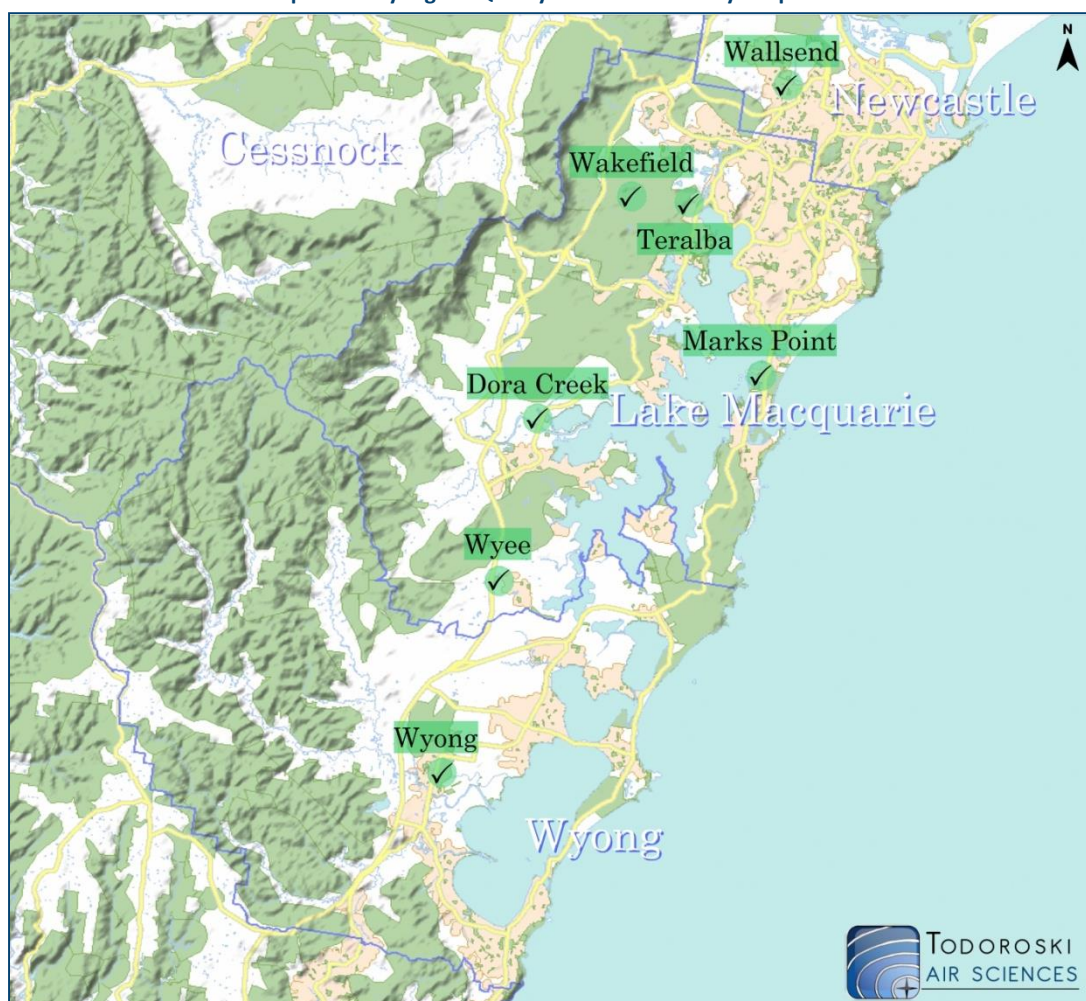 N
Wallsend
Newcastle
Cessnock
Wakefield
Teralba
Marks Point
Dora Creek
Lake Macquarie
Wyee
Wyong
Wyong
TODOROSKI
AIR SCIENCES